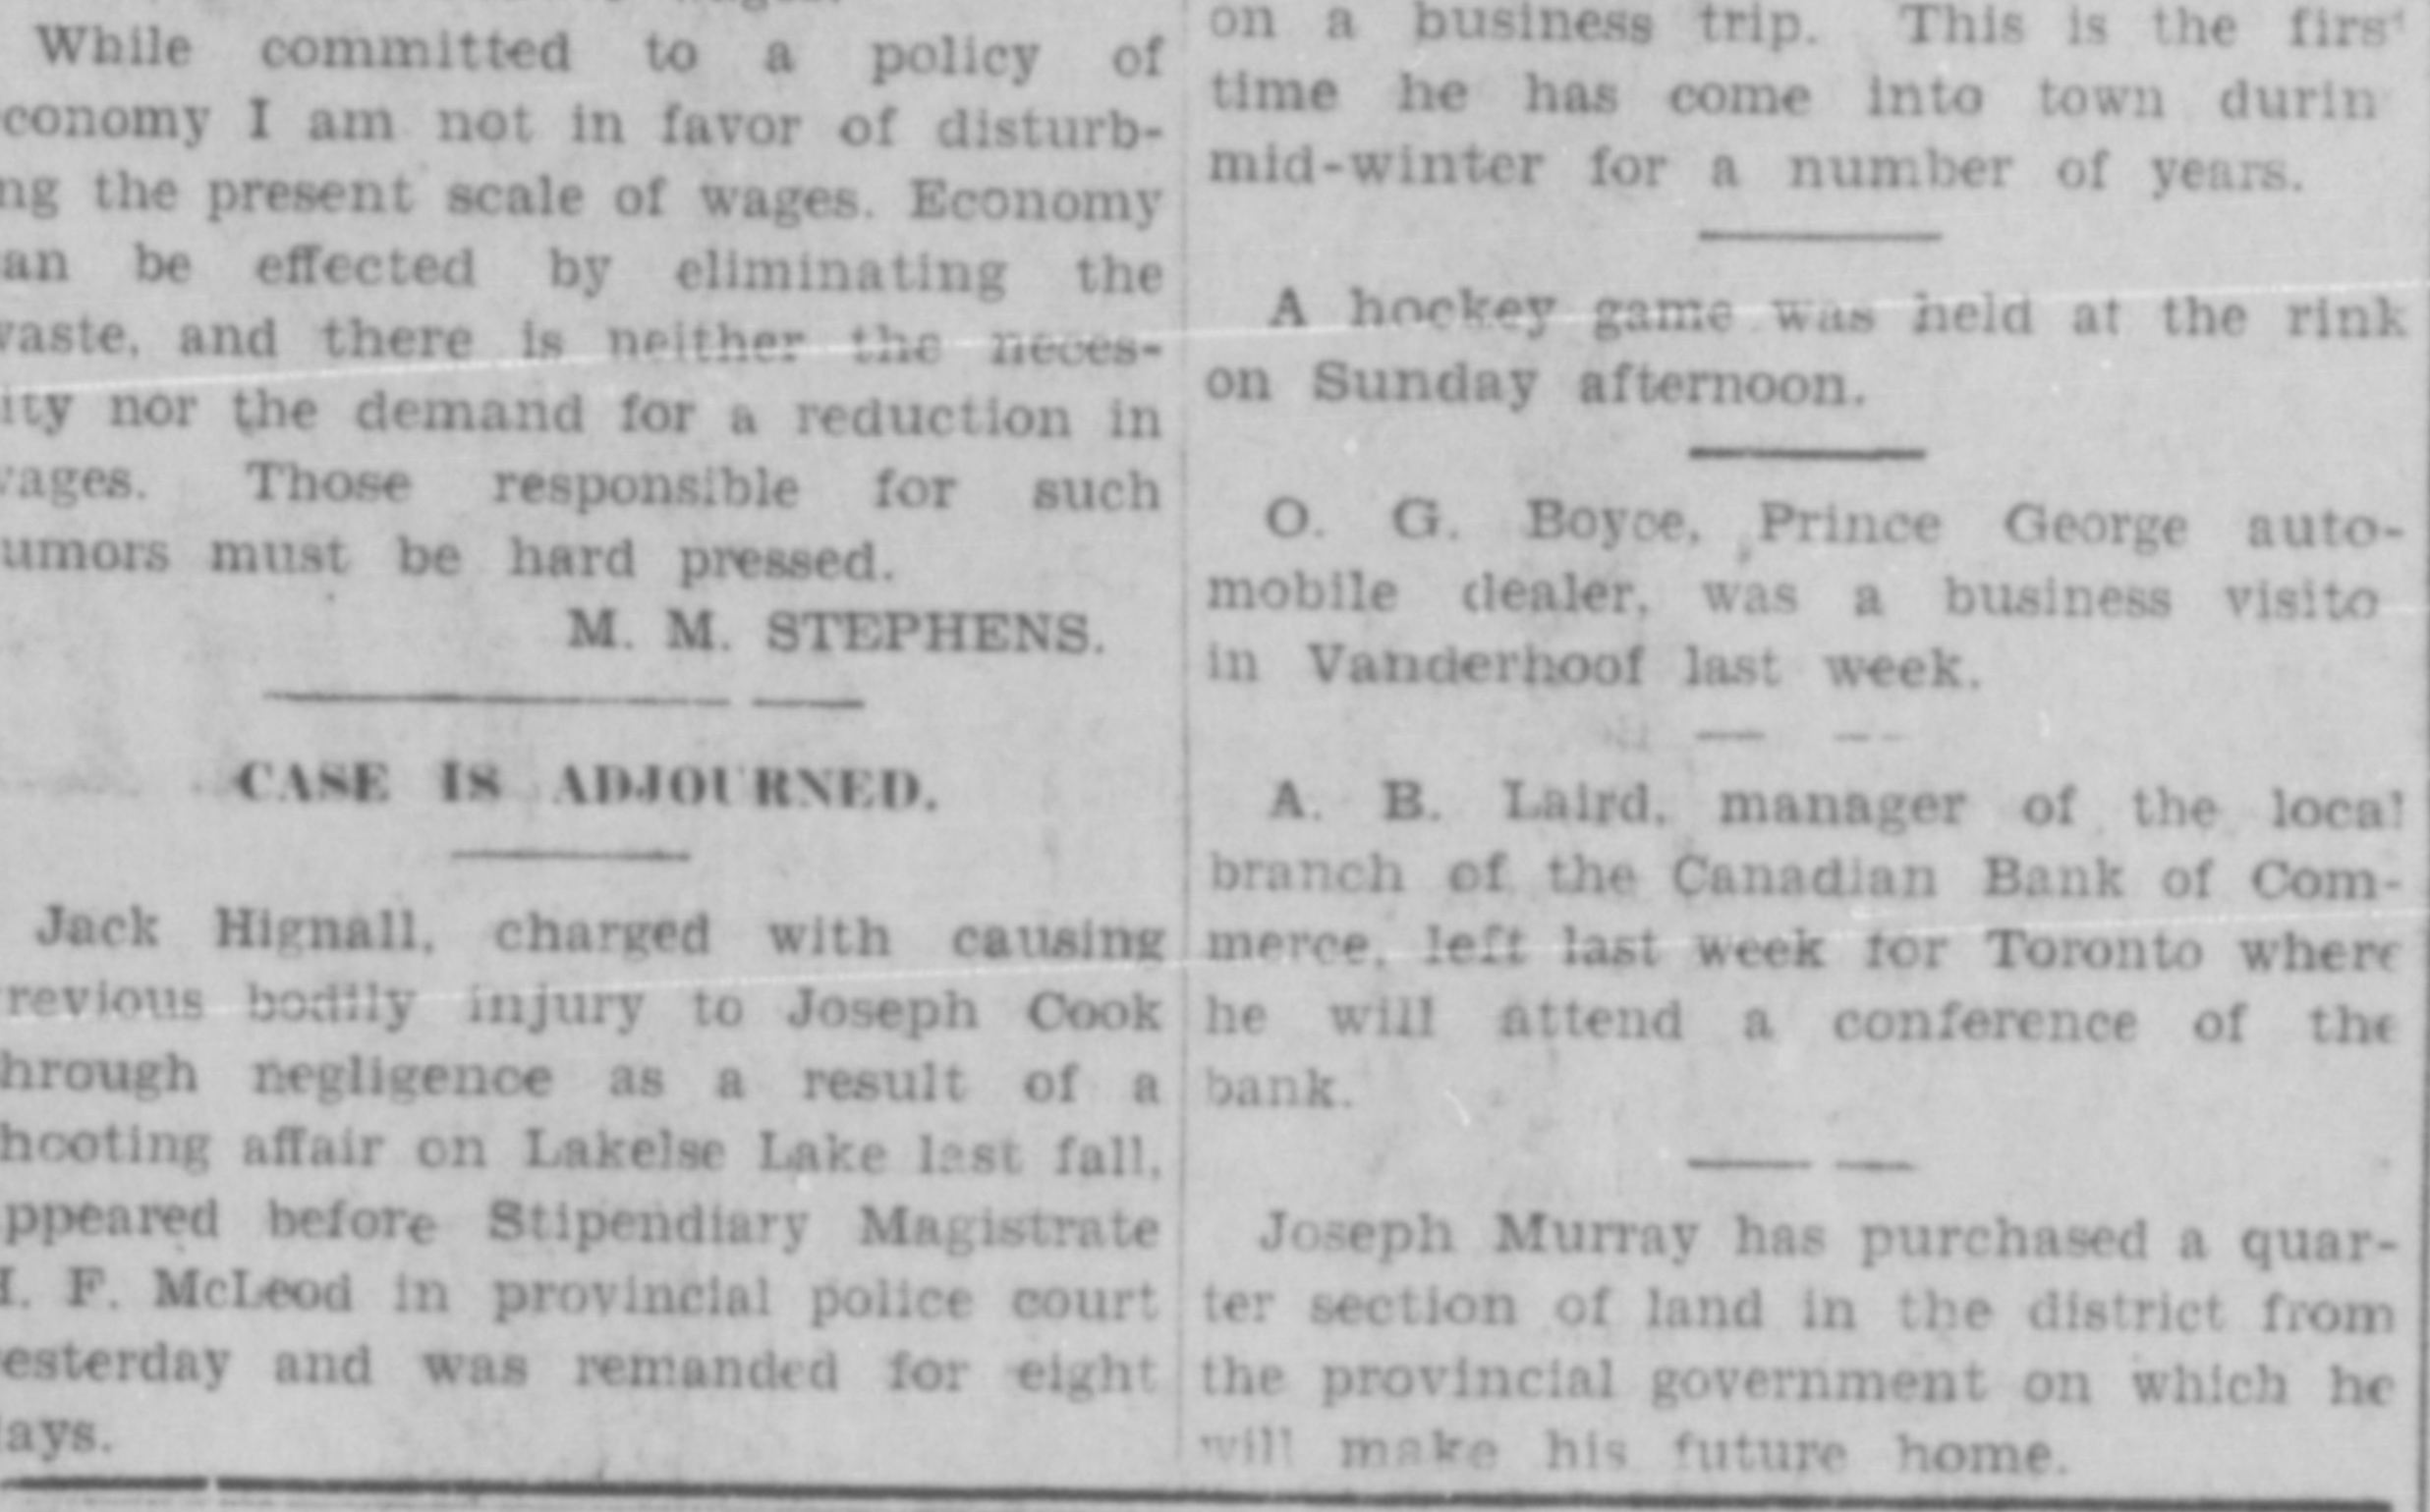 While committed to a policy of
conomy I am not in favor of disturb-
ng the present scale of wages. Economy
an be effected by eliminating the
waste, and there is neither the neces-
ity nor the demand for a reduction in
wages. Those responsible for such
umors must be hard pressed.
M. M. STEPHENS.
CASE IS ADJOURNED.
Jack Hignall, charged with causing
revious bodily injury to Joseph Cook
hrough negligence as a result of a
hooting affair on Lakelse Lake last fall,
ppeared before Stipendiary Magistrate
H. F. McLeod in provincial police court
esterday and was remanded for eight
ays.
on a business trip. This is the first
time he has come into town durin
mid-winter for a number of years.
A hockey game was held at the rink
on Sunday afternoon.
O. G. Boyce, Prince George auto-
mobile dealer, was a business visito
in Vanderhoof last week.
A. B. Laird, manager of the local
branch of the Canadian Bank of Com-
merce, left last week for Toronto where
he will attend a conference of the
bank.
Joseph Murray has purchased a quar-
ter section of land in the district from
the provincial government on which he
will make his future home.